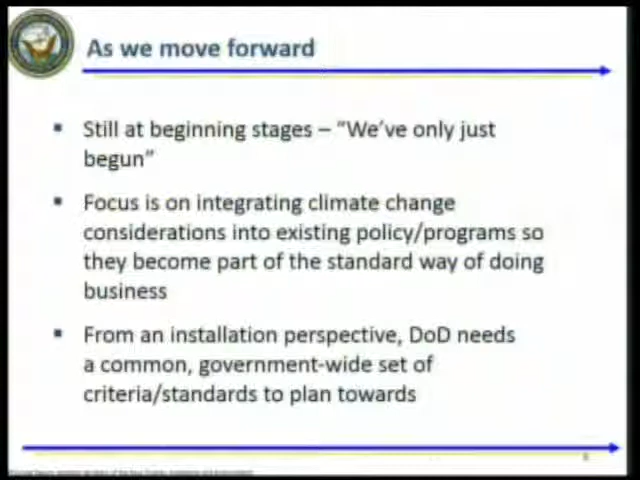 As we move forward
▪ Still at beginning stages – “We’ve only just
begun”
▪ Focus is on integrating climate change
considerations into existing policy/programs so
they become part of the standard way of doing
business
▪ From an installation perspective, DoD needs
a common, government-wide set of
criteria/standards to plan towards